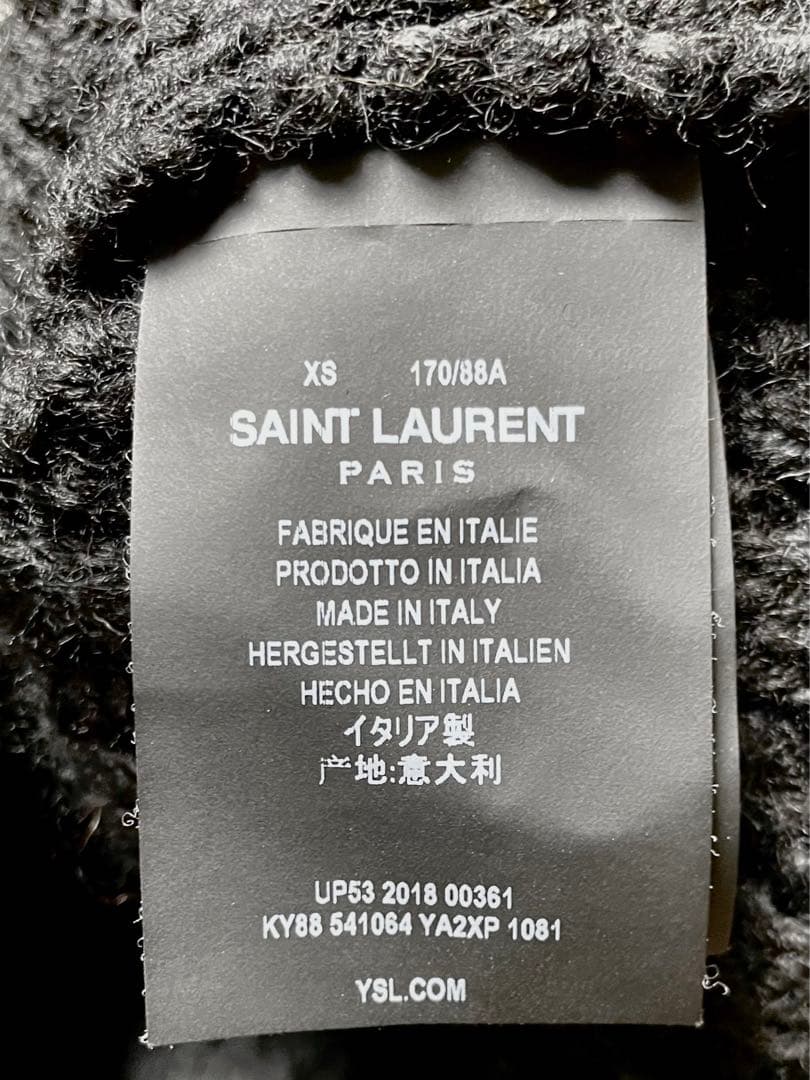 XS 170/88A
SAINT LAURENT
PARIS
FABRIQUE EN ITALIE
PRODOTTO IN ITALIA
MADE IN ITALY
HERGESTELLT IN ITALIEN
HECHO EN ITALIA
イタリア製
产地:意大利
UP53 2018 00361
KY88 541064 YA2XP 1081
YSL.COM